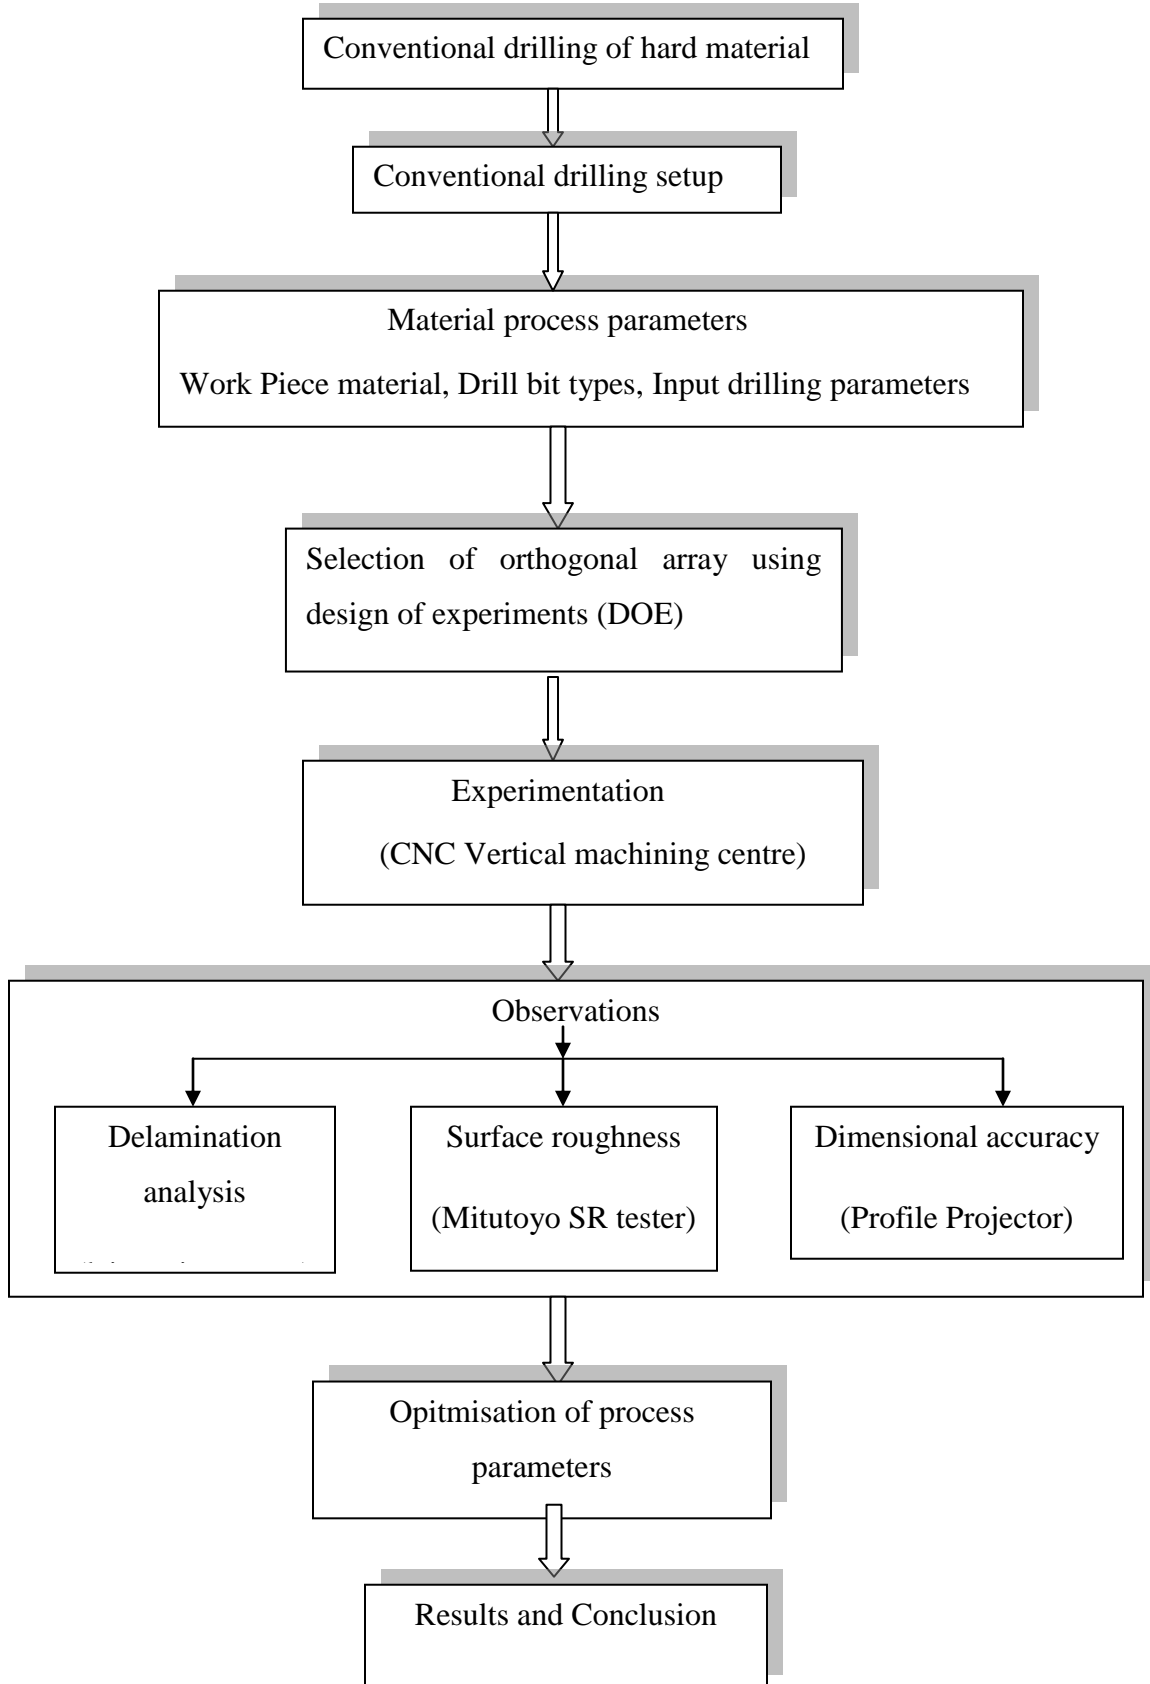 Conventional drilling of hard material
Conventional drilling setup
Material process parameters
Work Piece material, Drill bit types, Input drilling parameters
Selection of orthogonal array using
design of experiments (DOE)
Experimentation
(CNC Vertical machining centre)
Observations
Delamination
analysis
Surface roughness
(Mitutoyo SR tester)
Dimensional accuracy
(Profile Projector)
Opitmisation of process
parameters
Results and Conclusion